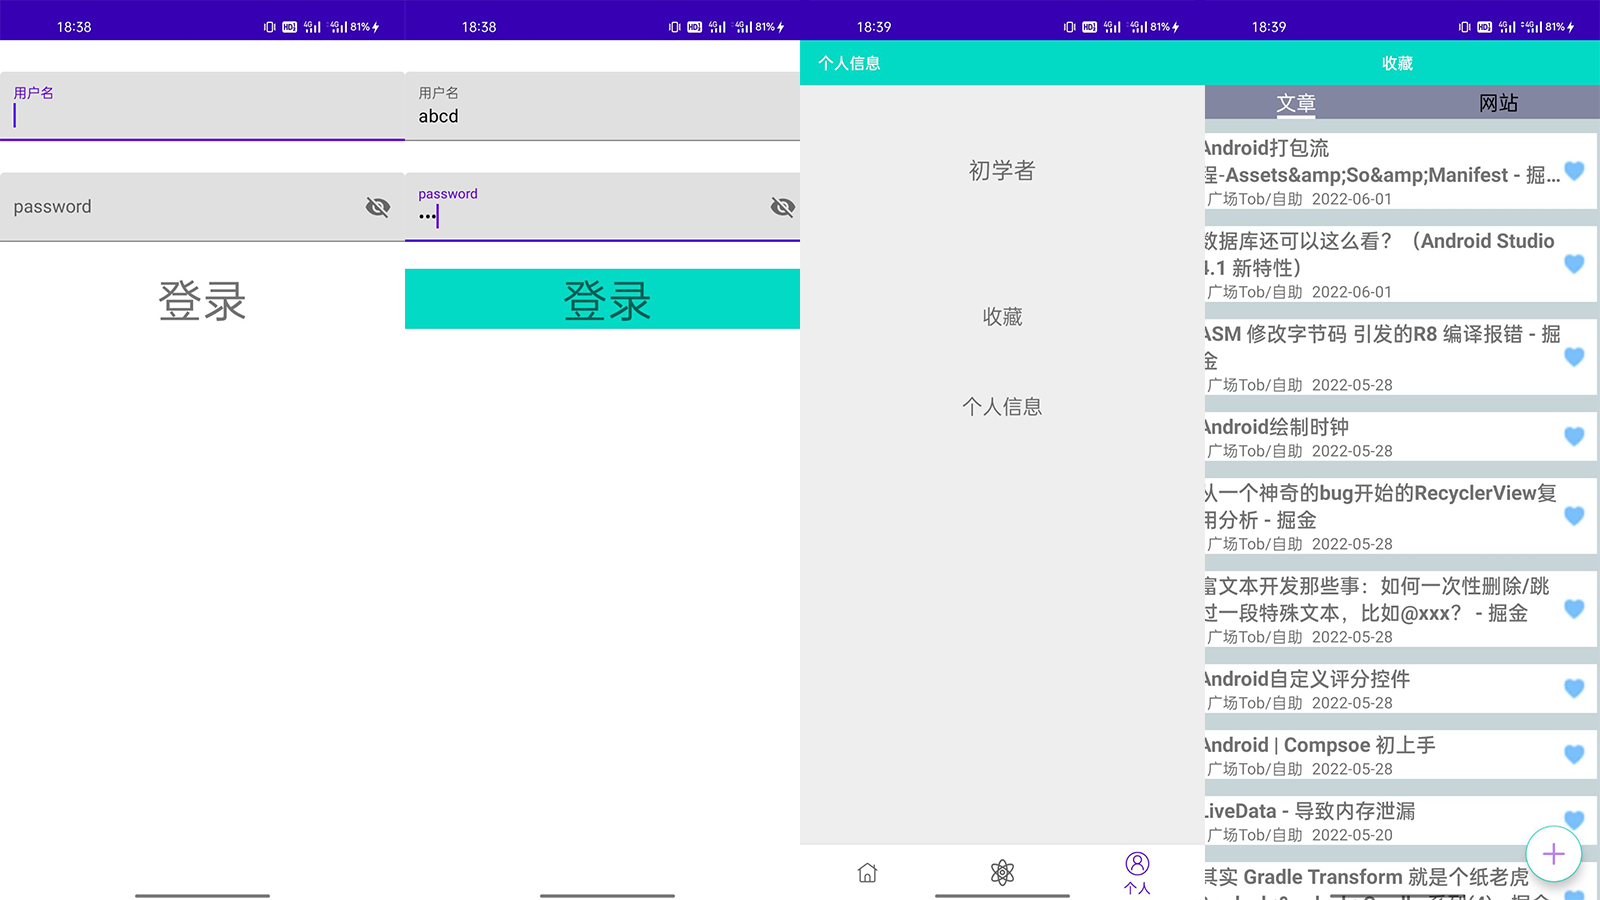 18:38
HD 4G 4G 81%
用户名
password
登录
18:38
HD 4G 4G 81%
用户名
abcd
password
•••
登录
18:39
HD 4G 4G 81%
个人信息
初学者
收藏
个人信息
个人
18:39
HD 4G 4G 81%
收藏
文章
网站
Android打包流
程-Assets&amp;So&amp;Manifest - 掘...
广场Tob/自助 2022-06-01
数据库还可以这么看？（Android Studio
4.1 新特性）
广场Tob/自助 2022-06-01
ASM 修改字节码 引发的R8 编译报错 - 掘
金
广场Tob/自助 2022-05-28
Android绘制时钟
广场Tob/自助 2022-05-28
从一个神奇的bug开始的RecyclerView复
用分析 - 掘金
广场Tob/自助 2022-05-28
富文本开发那些事：如何一次性删除/跳
过一段特殊文本，比如@xxx？ - 掘金
广场Tob/自助 2022-05-28
Android自定义评分控件
广场Tob/自助 2022-05-28
Android | Compsoe 初上手
广场Tob/自助 2022-05-28
LiveData - 导致内存泄漏
广场Tob/自助 2022-05-20
其实 Gradle Transform 就是个纸老虎